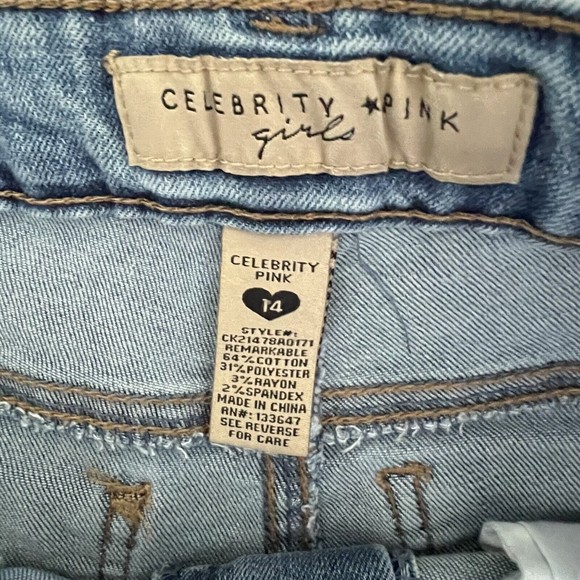 CELEBRITY ★PINK
girls
CELEBRITY
PINK
14
STYLE#:
CK21478A0171
REMARKABLE
64%COTTON
31%POLYESTER
3%RAYON
2%SPANDEX
MADE IN CHINA
RN#: 133647
SEE REVERSE
FOR CARE